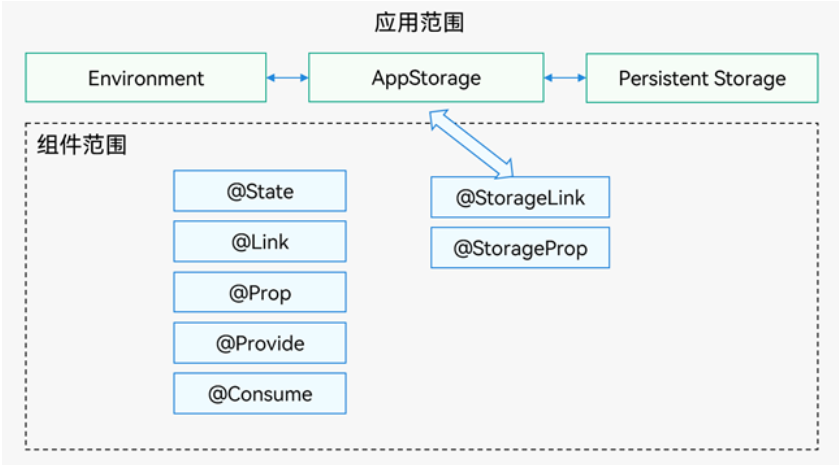 应用范围
Environment
AppStorage
Persistent Storage
组件范围
@State
@Link
@Prop
@Provide
@Consume
@StorageLink
@StorageProp